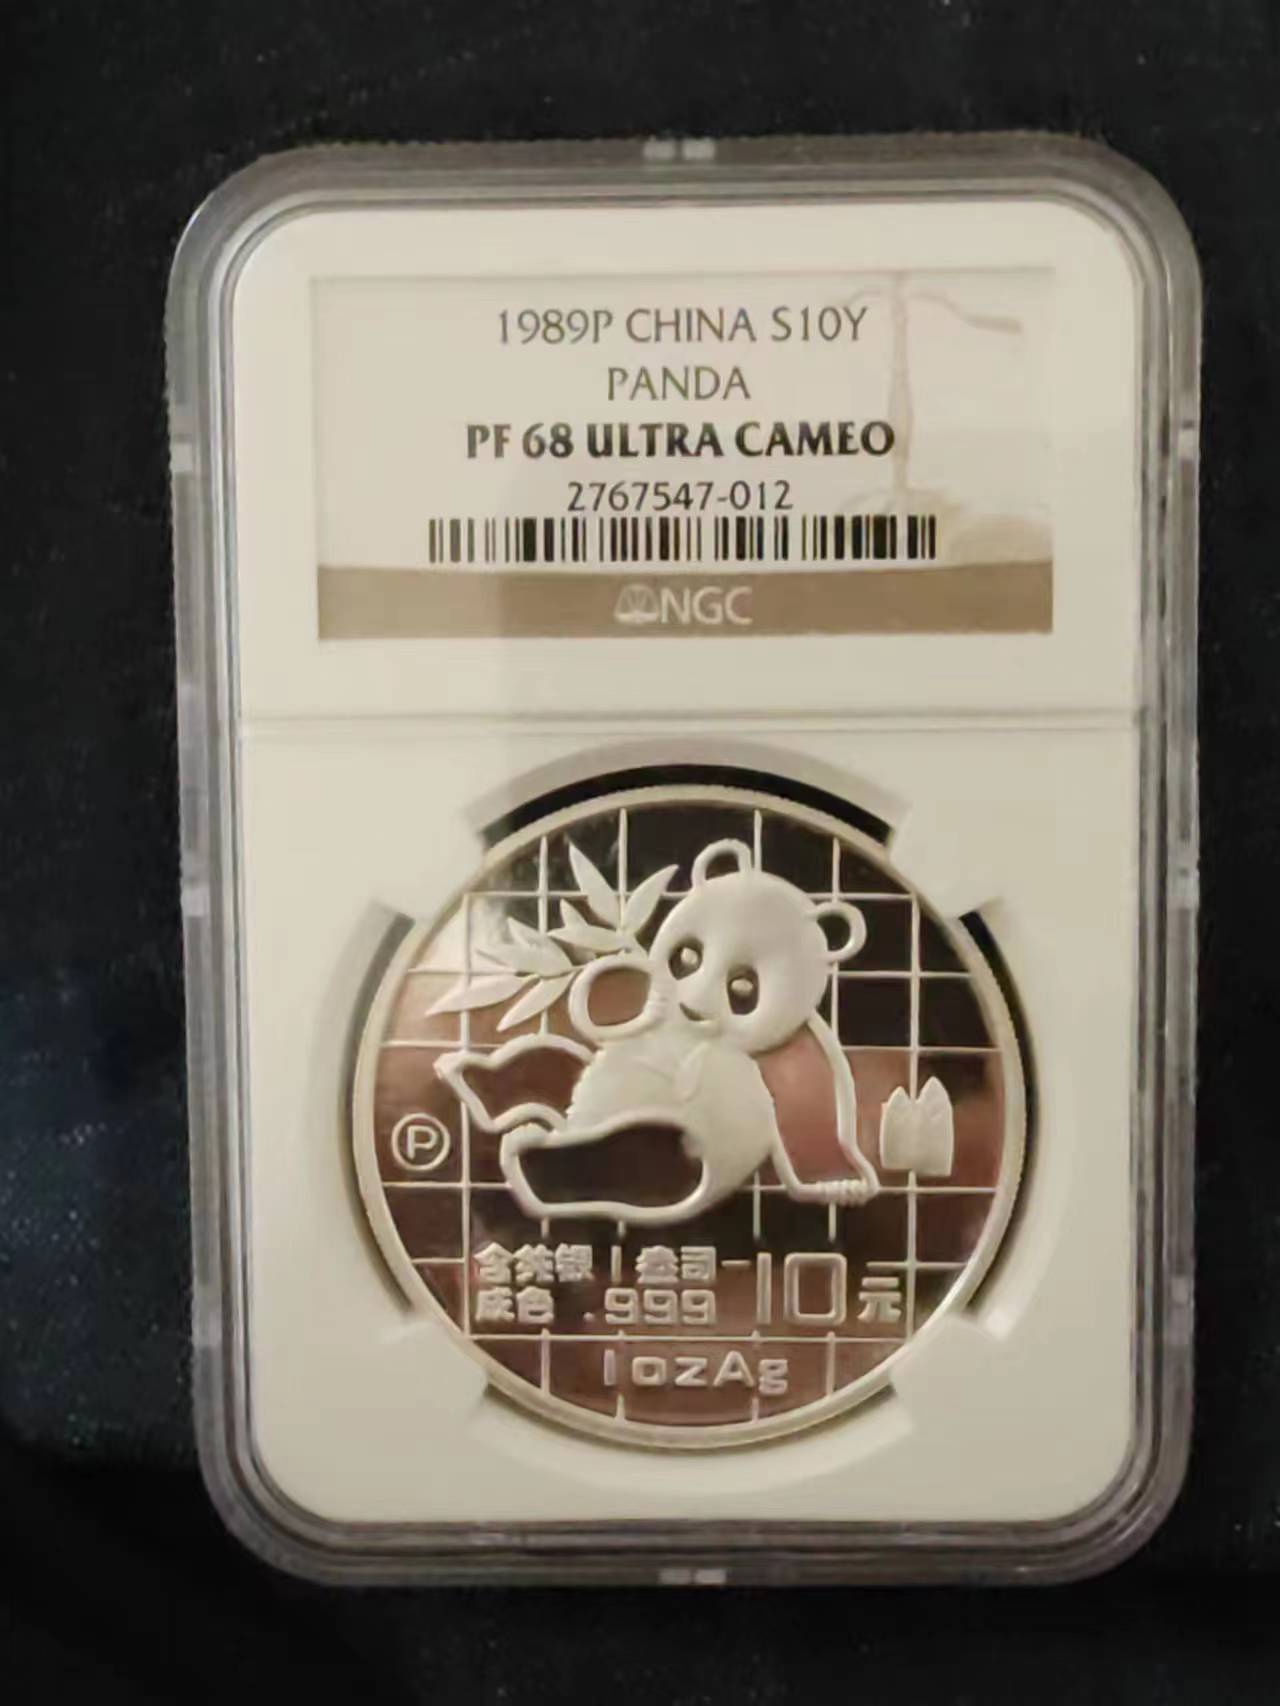 1989P CHINA S10Y
PANDA
PF 68 ULTRA CAMEO
2767547-012
NGC
P
含纯银1盎司
成色 .999
10元
1ozAg